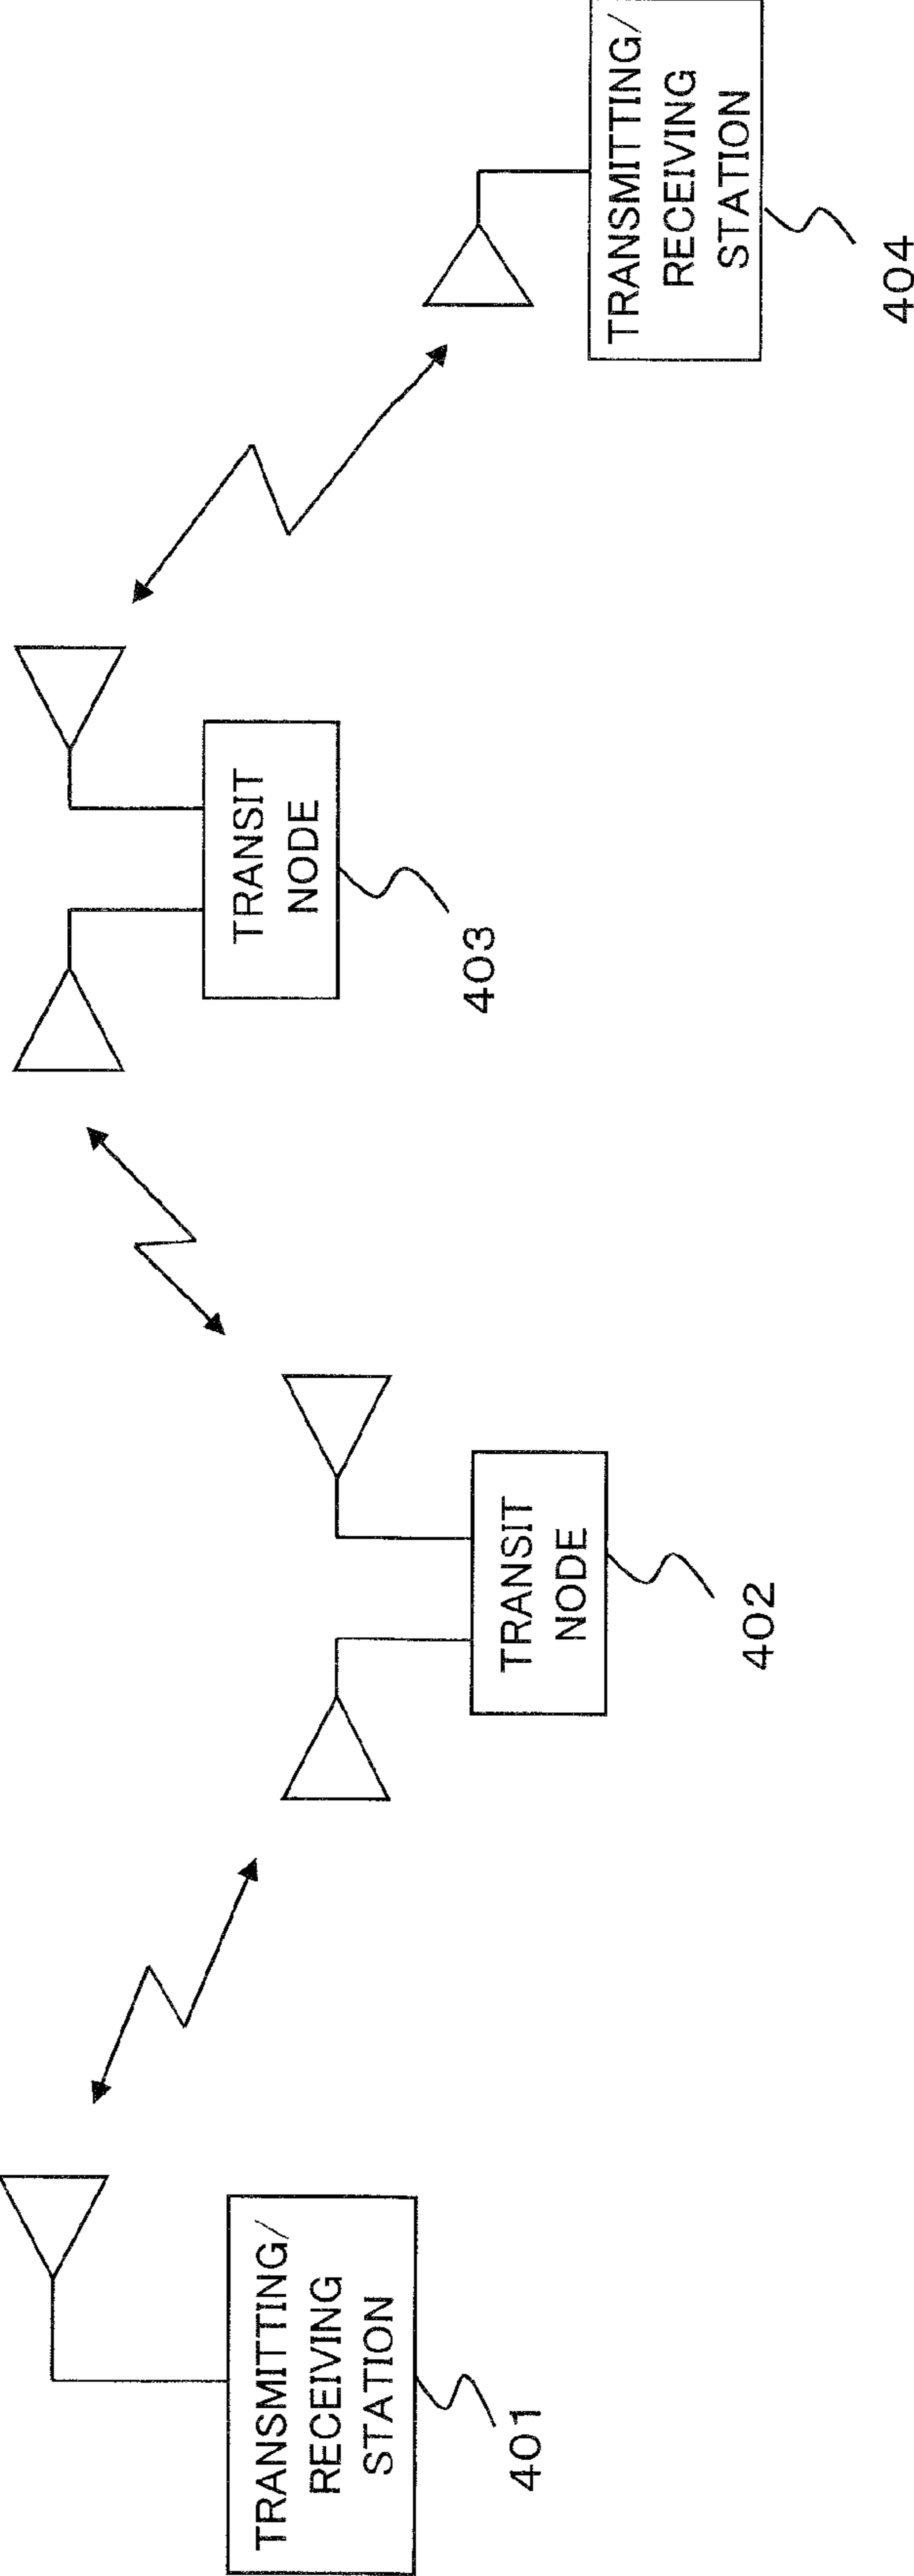 TRANSMITTING/
RECEIVING
STATION
401
TRANSIT
NODE
402
TRANSIT
NODE
403
TRANSMITTING/
RECEIVING
STATION
404